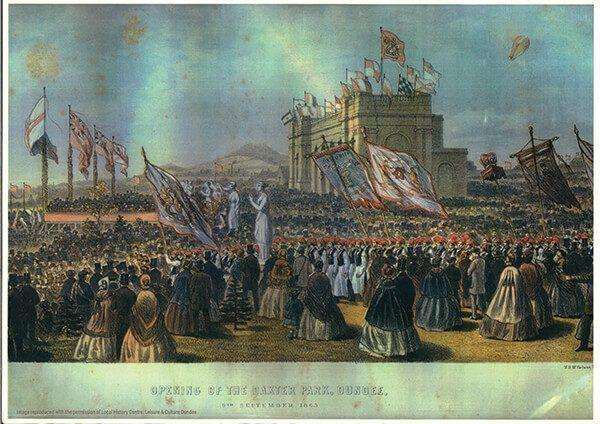 OPENING OF THE BAXTER PARK, DUNDEE,
9TH SEPTEMBER 1863
Image reproduced with the permission of Local History Centre, Leisure & Culture Dundee